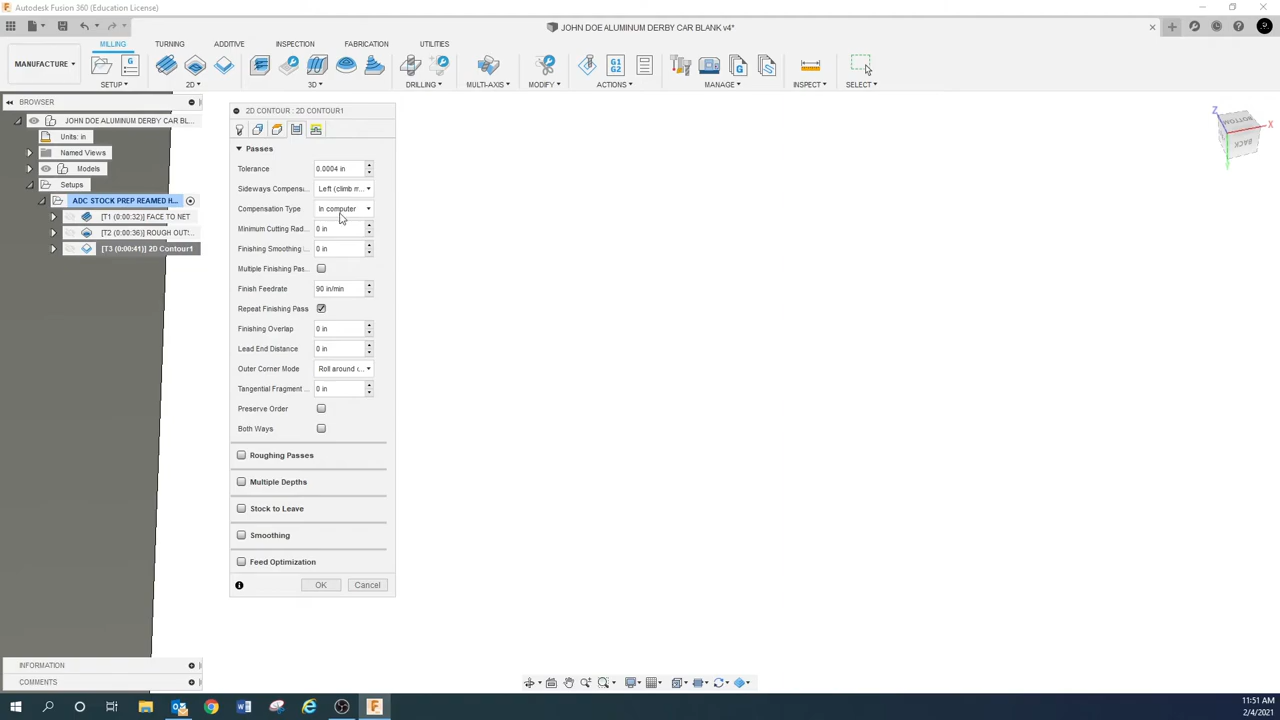 Autodesk Fusion 360 (Education License)
JOHN DOE ALUMINUM DERBY CAR BLANK v4*
MILLING TURNING ADDITIVE INSPECTION FABRICATION UTILITIES
MANUFACTURE
G
G1
G2
G
SETUP 2D 3D DRILLING MULTI-AXIS MODIFY ACTIONS MANAGE INSPECT SELECT
BROWSER
JOHN DOE ALUMINUM DERBY CAR BL...
Units: in
Named Views
Models
Setups
ADC STOCK PREP REAMED H...
[T1 (0:00:32)] FACE TO NET
[T2 (0:00:36)] ROUGH OUT...
[T3 (0:00:41)] 2D Contour1
2D CONTOUR : 2D CONTOUR1
Passes
Tolerance 0.0004 in
Sideways Compensa... Left (climb m...
Compensation Type In computer
Minimum Cutting Rad... 0 in
Finishing Smoothing 0 in
Multiple Finishing Pas...
Finish Feedrate 90 in/min
Repeat Finishing Pass
Finishing Overlap 0 in
Lead End Distance 0 in
Outer Corner Mode Roll around c...
Tangential Fragment ... 0 in
Preserve Order
Both Ways
Roughing Passes
Multiple Depths
Stock to Leave
Smoothing
Feed Optimization
OK Cancel
Z
BOTTOM
X
BACK
INFORMATION
COMMENTS
11:51 AM
2/4/2021